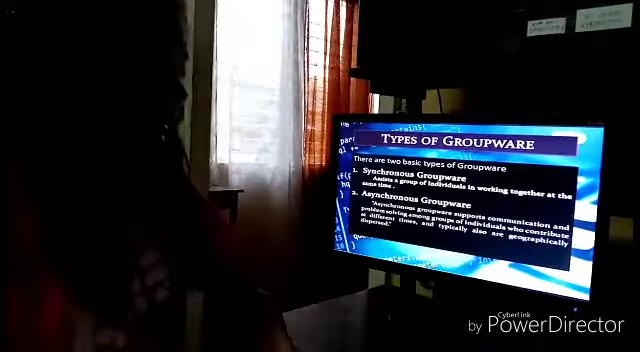 TYPES OF GROUPWARE
There are two basic types of Groupware
1. Synchronous Groupware
Assists a group of individuals in working together at the
same time.
2. Asynchronous Groupware
"Asynchronous groupware supports communication and
problem solving among groups of individuals who contribute
at different times, and typically also are geographically
dispersed."
CyberLink
by PowerDirector